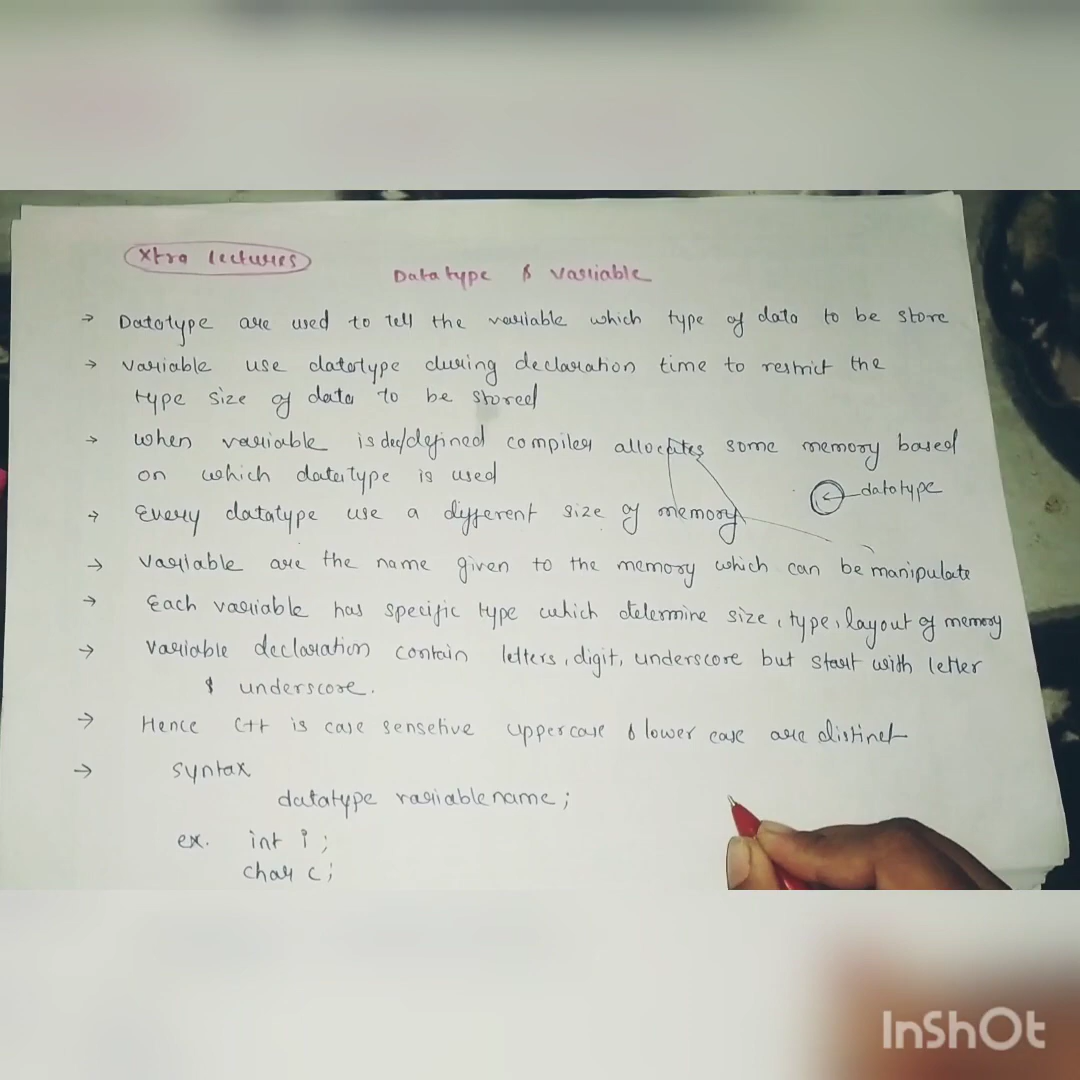 Xtra lectures
Datatype & variable
→ Datatype are used to tell the variable which type of data to be store
→ variable use datatype during declaration time to restrict the
type size of data to be stored
→ when variable is dec/defined compiler allocates some memory based
on which datatype is used
datatype
→ Every datatype use a different size of memory
→ variable are the name given to the memory which can be manipulate
→ Each variable has specific type which determine size, type, layout of memory
→ variable declaration contain letters, digit, underscore but start with letter
& underscore.
→ Hence C++ is case sensetive uppercase & lower case are distinct
→ syntax
datatype variablename;
ex. int i;
char c;
InShOt